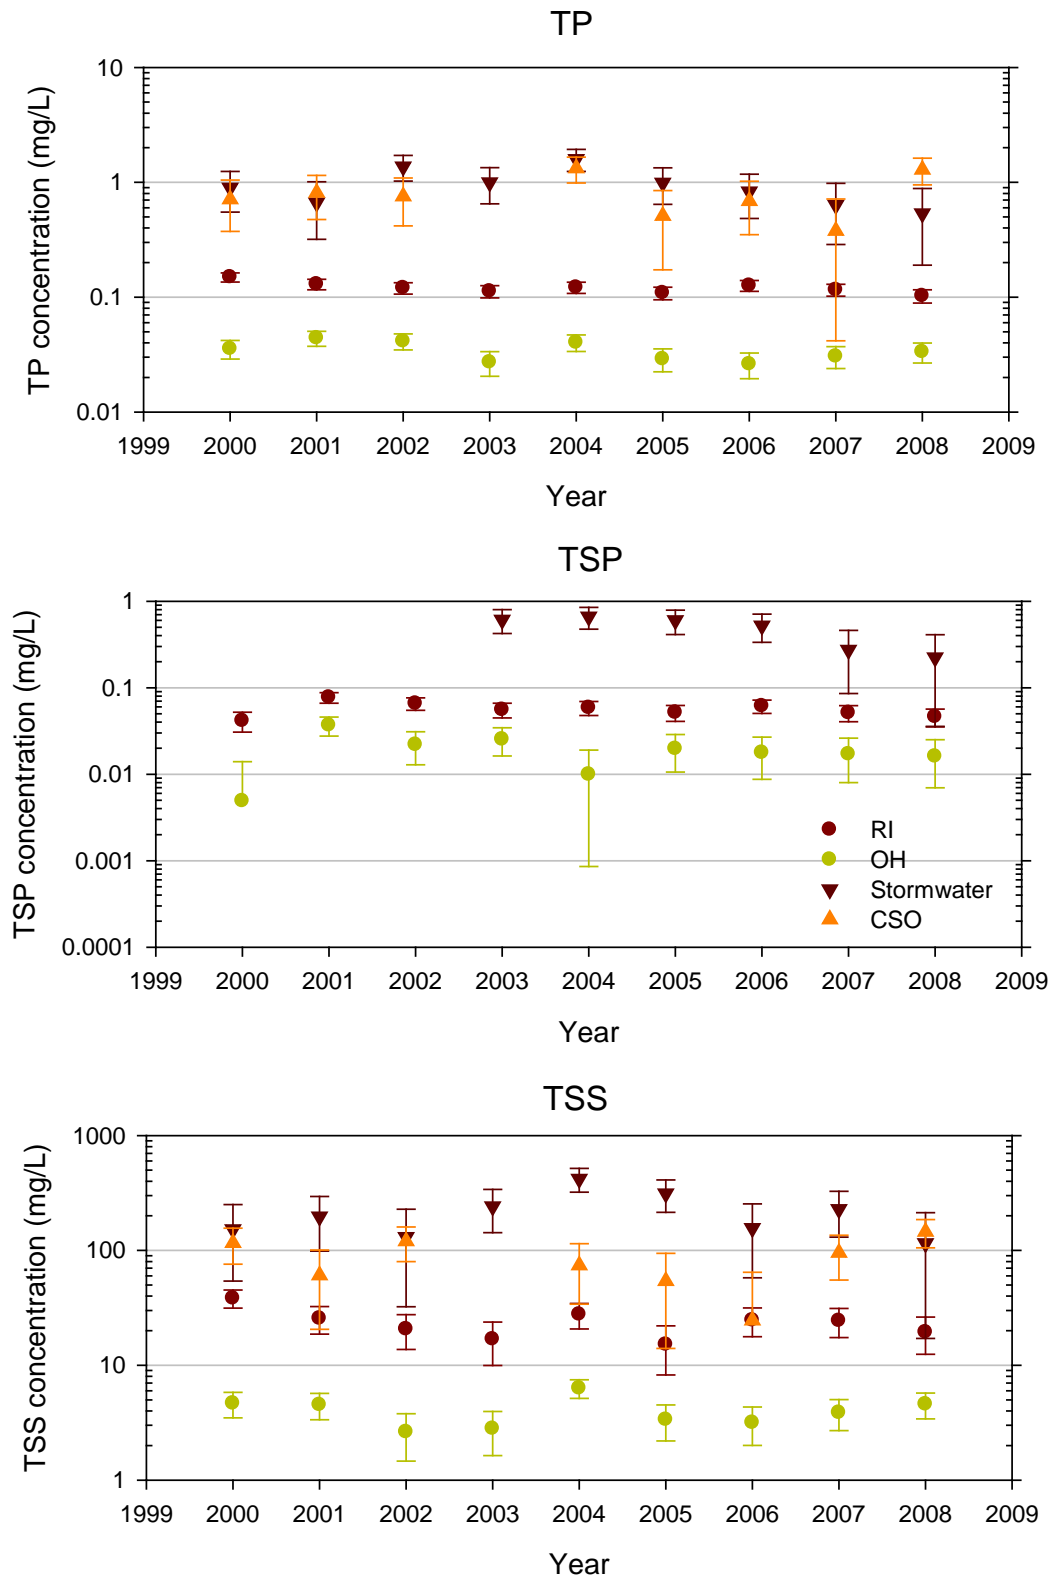 TP
TP concentration (mg/L)
10
1
0.1
0.01
1999 2000 2001 2002 2003 2004 2005 2006 2007 2008 2009
Year
TSP
TSP concentration (mg/L)
1
0.1
0.01
0.001
0.0001
RI
OH
Stormwater
CSO
1999 2000 2001 2002 2003 2004 2005 2006 2007 2008 2009
Year
TSS
TSS concentration (mg/L)
1000
100
10
1
1999 2000 2001 2002 2003 2004 2005 2006 2007 2008 2009
Year